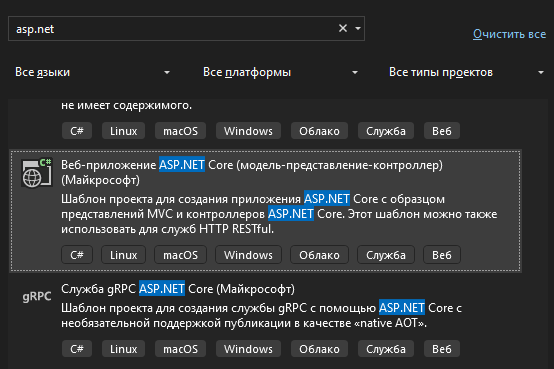 asp.net
Очистить все
Все языки Все платформы Все типы проектов
не имеет содержимого.
C# Linux macOS Windows Облако Служба Веб
C#
Веб-приложение ASP.NET Core (модель-представление-контроллер)
(Майкрософт)
Шаблон проекта для создания приложения ASP.NET Core с образцом
представлений MVC и контроллеров ASP.NET Core. Этот шаблон можно также
использовать для служб HTTP RESTful.
C# Linux macOS Windows Облако Служба Веб
gRPC
Служба gRPC ASP.NET Core (Майкрософт)
Шаблон проекта для создания службы gRPC с помощью ASP.NET Core с
необязательной поддержкой публикации в качестве «native AOT».
C# Linux macOS Windows Облако Служба Веб